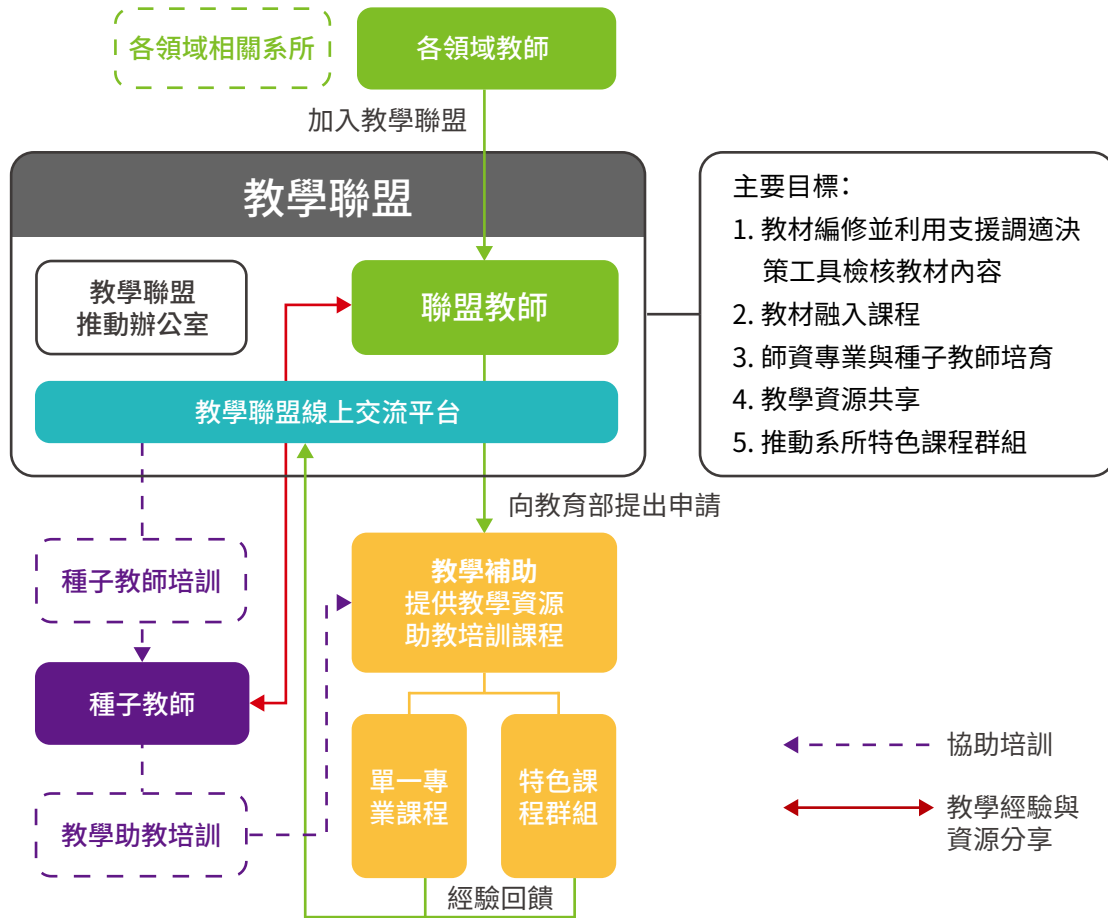 各領域相關系所
各領域教師
加入教學聯盟
教學聯盟
教學聯盟
推動辦公室
聯盟教師
教學聯盟線上交流平台
主要目標：
1. 教材編修並利用支援調適決
策工具檢核教材內容
2. 教材融入課程
3. 師資專業與種子教師培育
4. 教學資源共享
5. 推動系所特色課程群組
向教育部提出申請
種子教師培訓
教學補助
提供教學資源
助教培訓課程
種子教師
單一專
業課程
特色課
程群組
教學助教培訓
經驗回饋
協助培訓
教學經驗與
資源分享